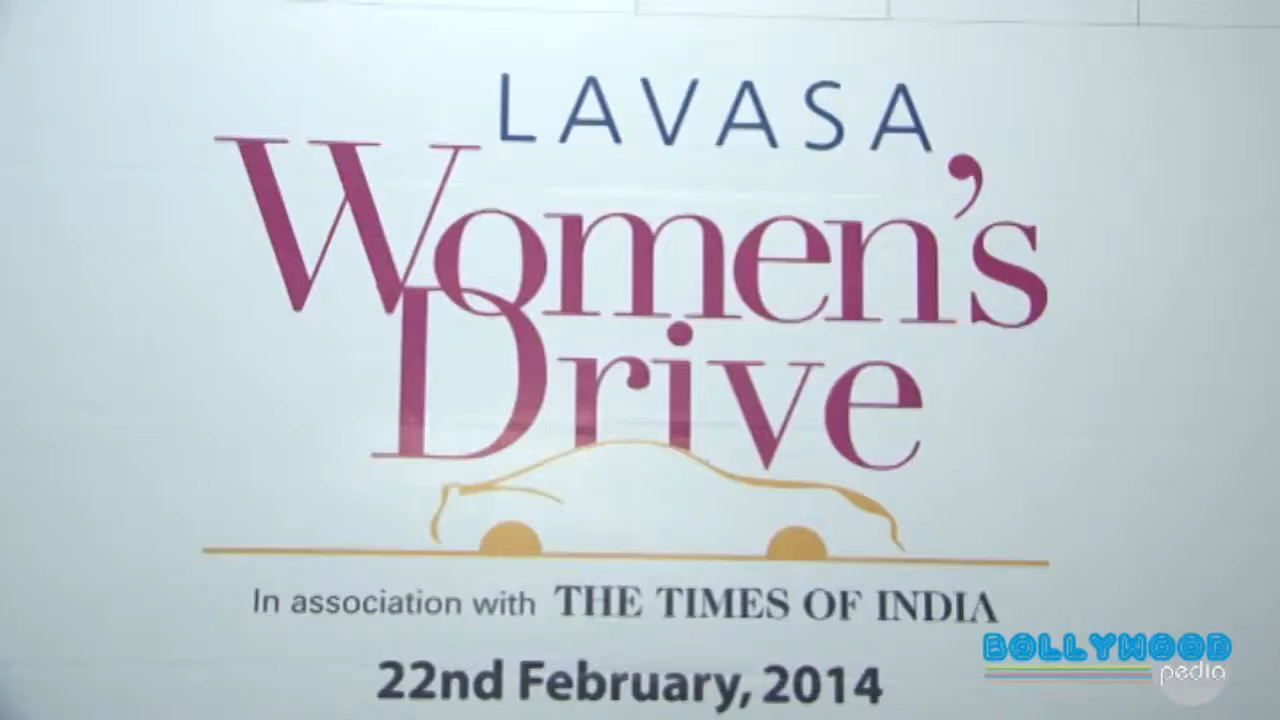 LAVASA
Women's
Drive
In association with THE TIMES OF INDIA
22nd February, 2014
BOLLYWOOD
pedia